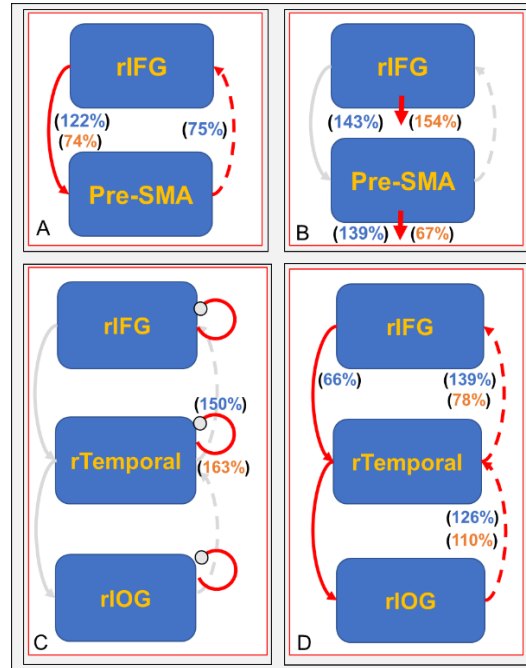 rIFG
(122%)
(74%)
(75%)
Pre-SMA
A
rIFG
(143%) (154%)
Pre-SMA
(139%) (67%)
B
rIFG
(150%)
rTemporal
(163%)
rIOG
C
rIFG
(66%) (139%)
(78%)
rTemporal
(126%)
(110%)
rIOG
D